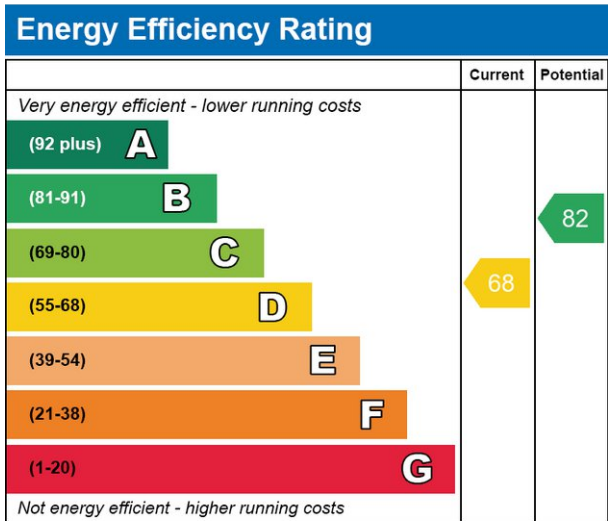 Energy Efficiency Rating
Current Potential
Very energy efficient - lower running costs
(92 plus) A
(81-91) B
82
(69-80) C
68
(55-68) D
(39-54) E
(21-38) F
(1-20) G
Not energy efficient - higher running costs